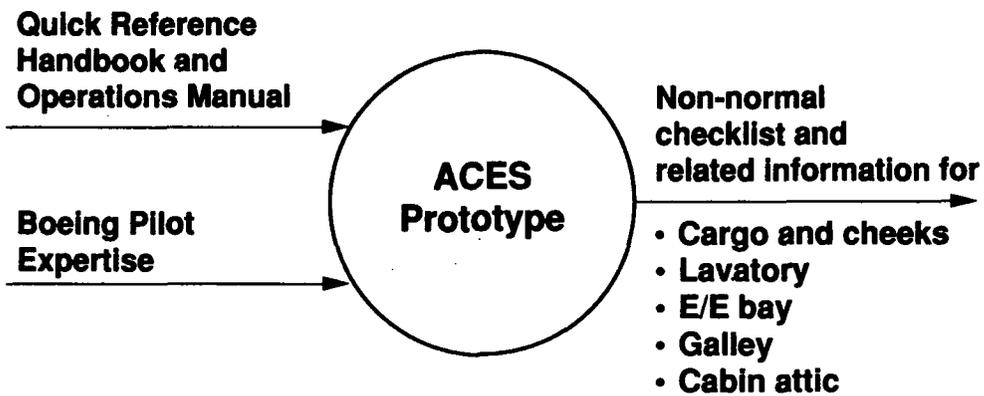 Quick Reference
Handbook and
Operations Manual
Boeing Pilot
Expertise
ACES
Prototype
Non-normal
checklist and
related information for
• Cargo and cheeks
• Lavatory
• E/E bay
• Galley
• Cabin attic